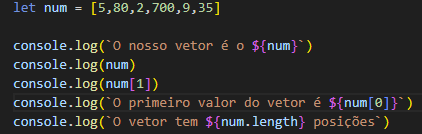 let num = [5,80,2,700,9,35]
console.log(`O nosso vetor é o ${num}`)
console.log(num)
console.log(num[1])
console.log(`O primeiro valor do vetor é ${num[0]}`)
console.log(`O vetor tem ${num.length} posições`)